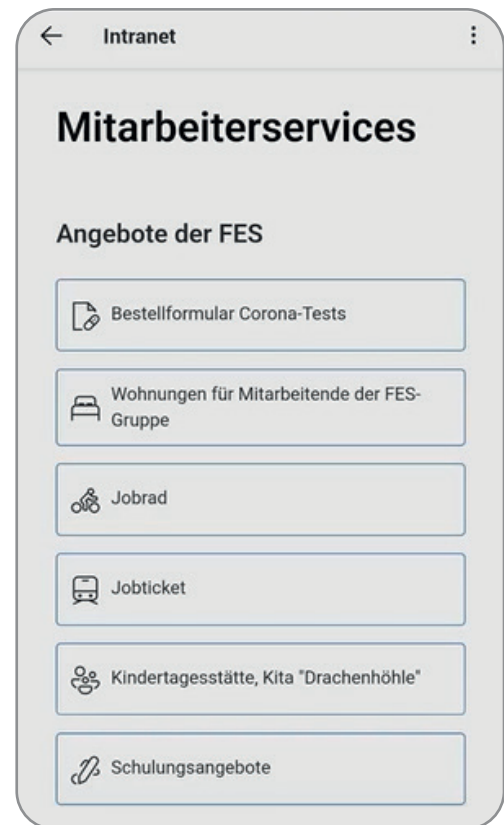 Intranet
Mitarbeiterservices
Angebote der FES
Bestellformular Corona-Tests
Wohnungen für Mitarbeitende der FES-
Gruppe
Jobrad
Jobticket
Kindertagesstätte, Kita "Drachenhöhle"
Schulungsangebote